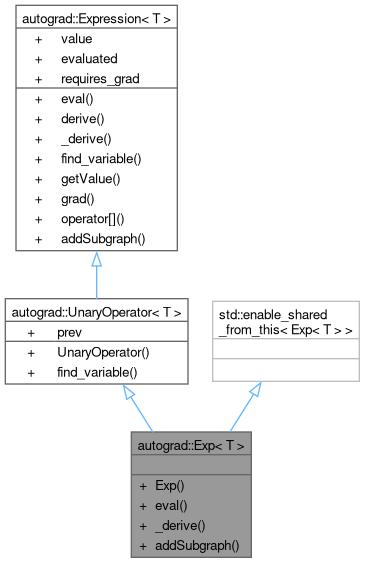 autograd::Expression< T >
+ value
+ evaluated
+ requires_grad
+ eval()
+ derive()
+ _derive()
+ find_variable()
+ getValue()
+ grad()
+ operator[]()
+ addSubgraph()
autograd::UnaryOperator< T >
+ prev
+ UnaryOperator()
+ find_variable()
std::enable_shared
_from_this< Exp< T > >
autograd::Exp< T >
+ Exp()
+ eval()
+ _derive()
+ addSubgraph()